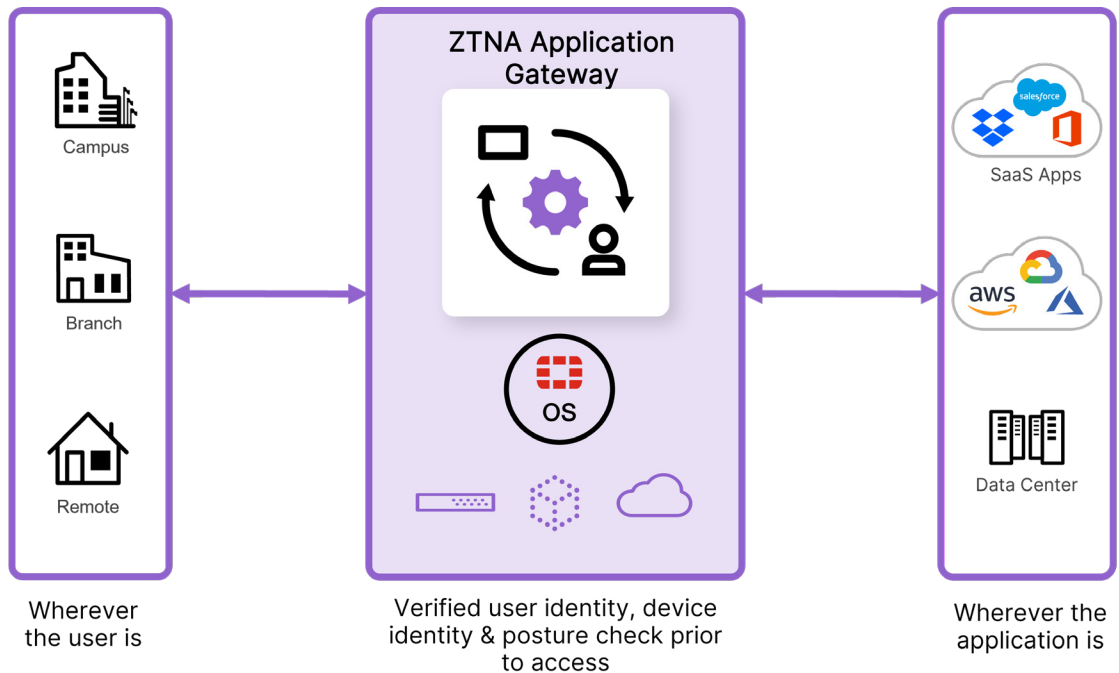 Campus
Branch
Remote
Wherever
the user is
ZTNA Application
Gateway
OS
Verified user identity, device
identity & posture check prior
to access
salesforce
SaaS Apps
aws
Data Center
Wherever the
application is